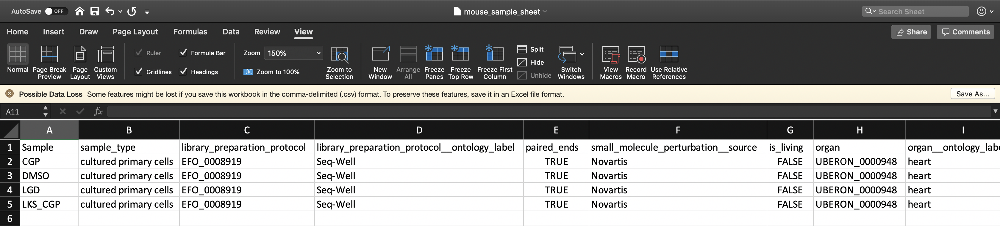 AutoSave OFF mouse_sample_sheet Search Sheet
Home Insert Draw Page Layout Formulas Data Review View Share Comments
Normal Page Break Preview Page Layout Custom Views
Ruler Formula Bar
Gridlines Headings
Zoom 150%
100 Zoom to 100%
Zoom to Selection
New Window Arrange All Freeze Panes Freeze Top Row Freeze First Column
Split
Hide
Unhide
Switch Windows
View Macros Record Macro Use Relative References
Possible Data Loss Some features might be lost if you save this workbook in the comma-delimited (.csv) format. To preserve these features, save it in an Excel file format. Save As...
A11 fx
A B C D E F G H I
1 Sample sample_type library_preparation_protocol library_preparation_protocol__ontology_label paired_ends small_molecule_perturbation__source is_living organ organ__ontology_labe
2 CGP cultured primary cells EFO_0008919 Seq-Well TRUE Novartis FALSE UBERON_0000948 heart
3 DMSO cultured primary cells EFO_0008919 Seq-Well TRUE Novartis FALSE UBERON_0000948 heart
4 LGD cultured primary cells EFO_0008919 Seq-Well TRUE Novartis FALSE UBERON_0000948 heart
5 LKS_CGP cultured primary cells EFO_0008919 Seq-Well TRUE Novartis FALSE UBERON_0000948 heart
6